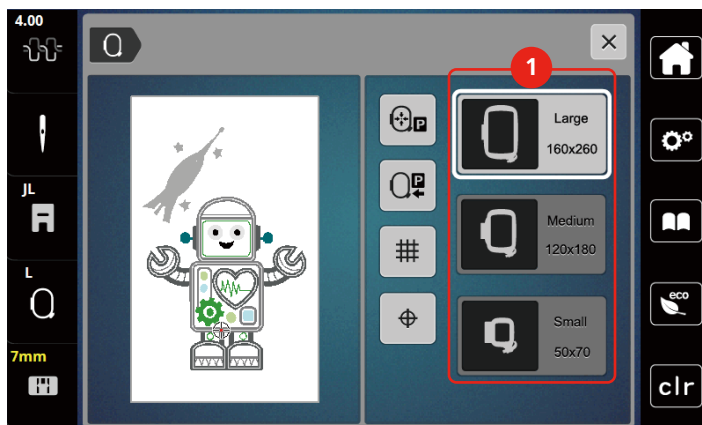 4.00
JL
L
7mm
P
P
1
Large
160x260
Medium
120x180
Small
50x70
eco
clr